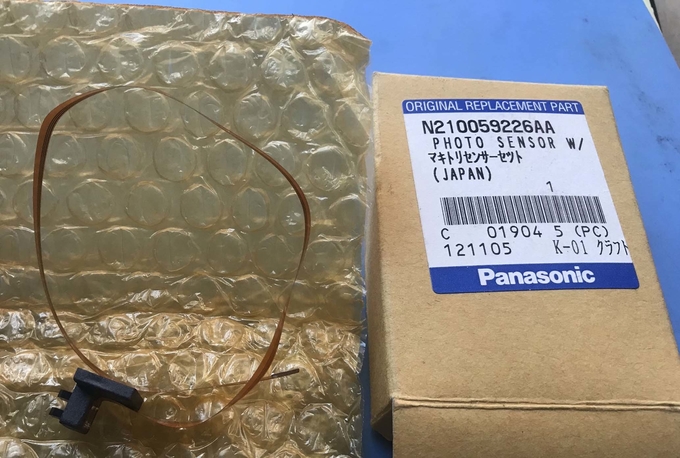 ORIGINAL REPLACEMENT PART
N210059226AA
PHOTO SENSOR W/
マキトリセンサーセット
(JAPAN)
1
C 01904 5 (PC)
121105 K-01 クラフト
Panasonic